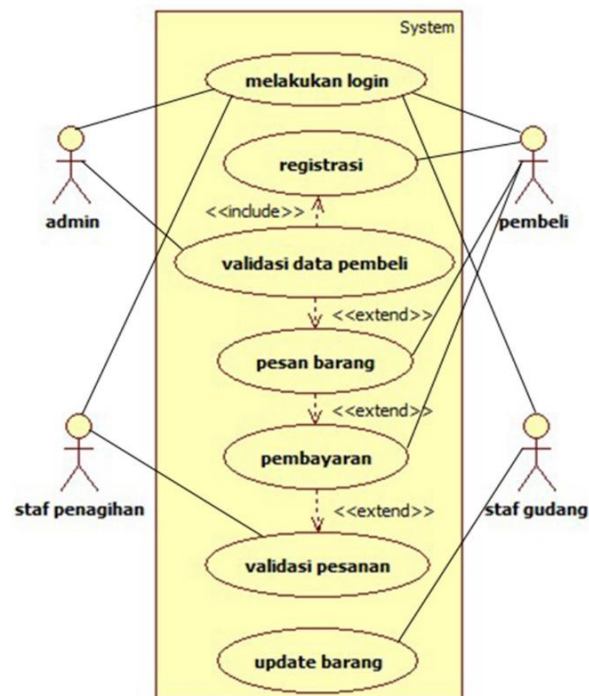 System
melakukan login
registrasi
admin
pembeli
<<include>>
validasi data pembeli
<<extend>>
pesan barang
<<extend>>
pembayaran
staf penagihan
staf gudang
<<extend>>
validasi pesanan
update barang